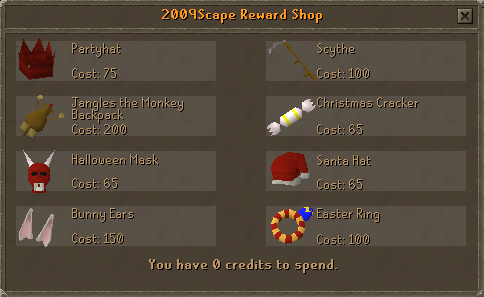 2009Scape Reward Shop
Partyhat
Cost: 75
Scythe
Cost: 100
Jangles the Monkey
Backpack
Cost: 200
Christmas Cracker
Cost: 65
Halloween Mask
Cost: 65
Santa Hat
Cost: 65
Bunny Ears
Cost: 150
Easter Ring
Cost: 100
You have 0 credits to spend.